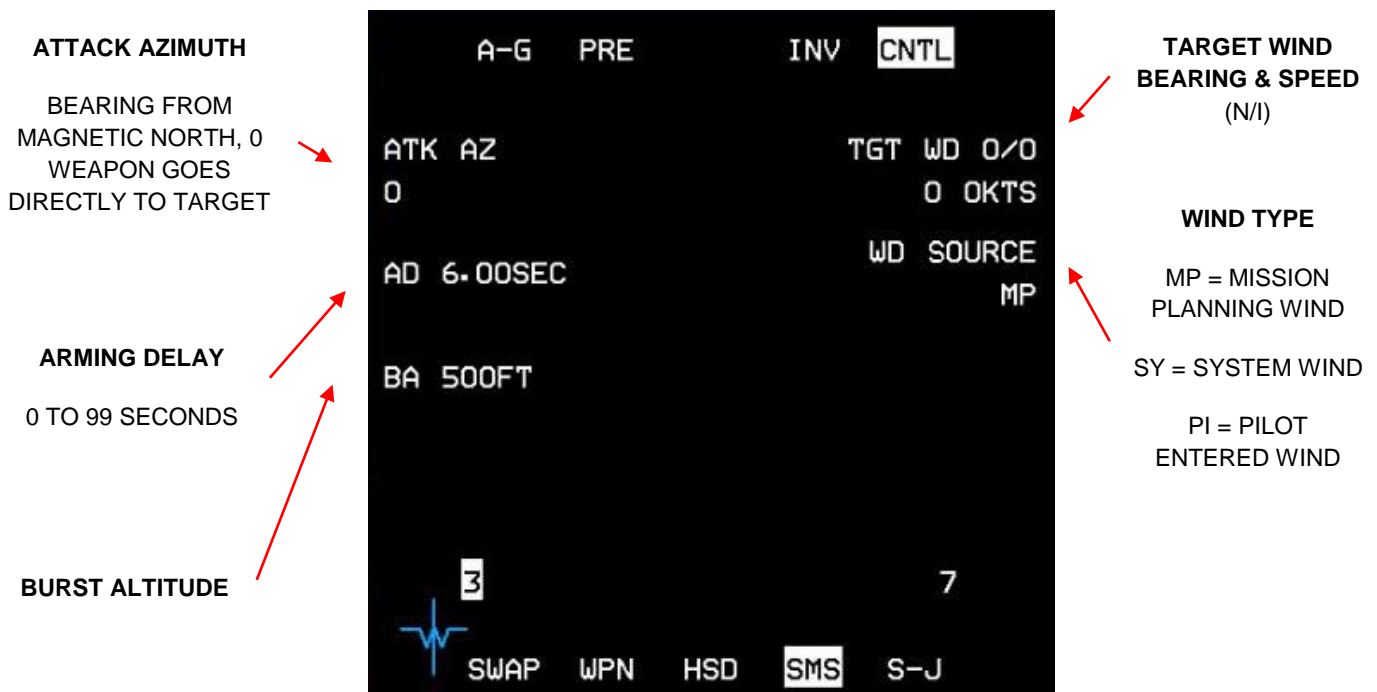 ATTACK AZIMUTH
BEARING FROM
MAGNETIC NORTH, 0
WEAPON GOES
DIRECTLY TO TARGET
ARMING DELAY
0 TO 99 SECONDS
BURST ALTITUDE
A-G PRE INV CNTL
ATK AZ TGT WD 0/0
0 0 0KTS
WD SOURCE
AD 6.00SEC
MP
BA 500FT
3 7
SWAP WPN HSD SMS S-J
TARGET WIND
BEARING & SPEED
(N/I)
WIND TYPE
MP = MISSION
PLANNING WIND
SY = SYSTEM WIND
PI = PILOT
ENTERED WIND